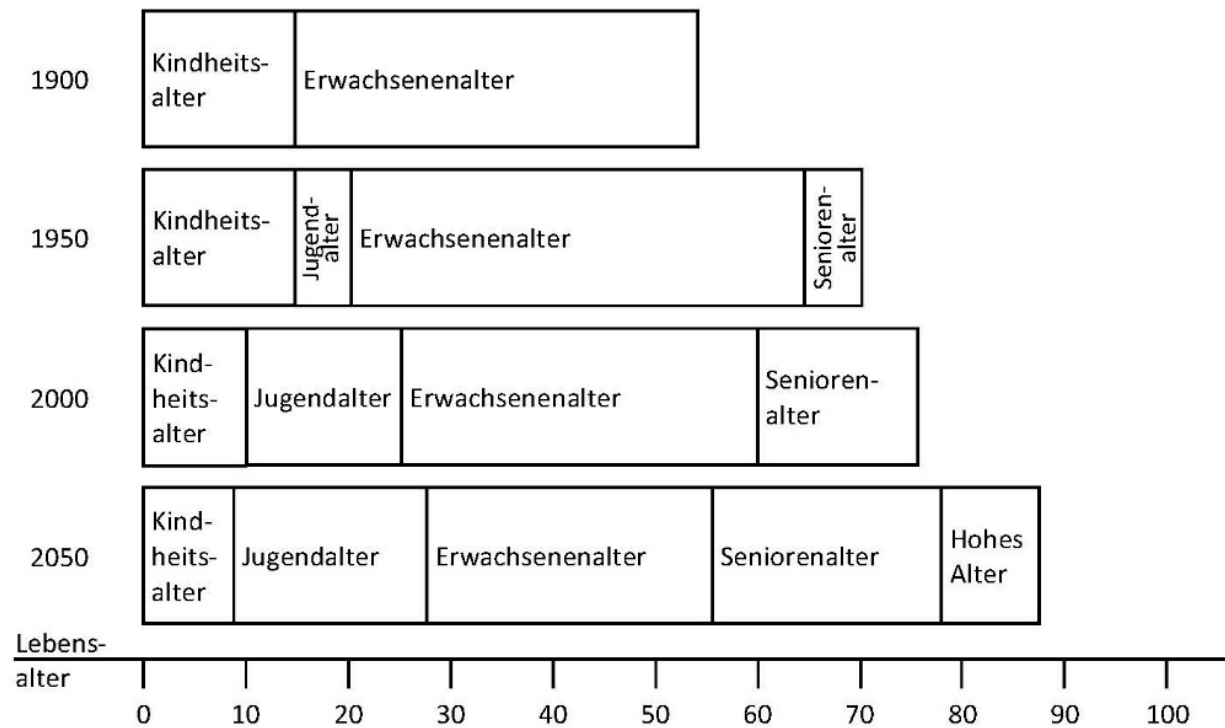 1900
Kindheits-
alter
Erwachsenenalter
1950
Kindheits-
alter
Jugend-
alter
Erwachsenenalter
Senioren-
alter
2000
Kind-
heits-
alter
Jugendalter
Erwachsenenalter
Senioren-
alter
2050
Kind-
heits-
alter
Jugendalter
Erwachsenenalter
Seniorenalter
Hohes
Alter
Lebens-
alter
0 10 20 30 40 50 60 70 80 90 100